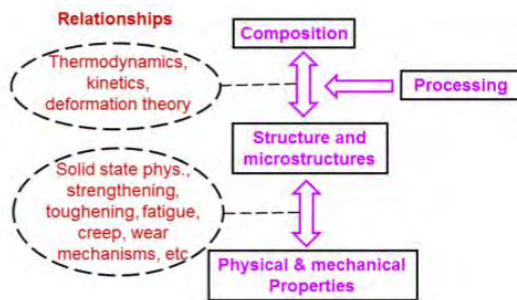 Relationships
Composition
Thermodynamics,
kinetics,
deformation theory
Processing
Structure and
microstructures
Solid state phys.,
strengthening,
toughening, fatigue,
creep, wear
mechanisms, etc
Physical & mechanical
Properties